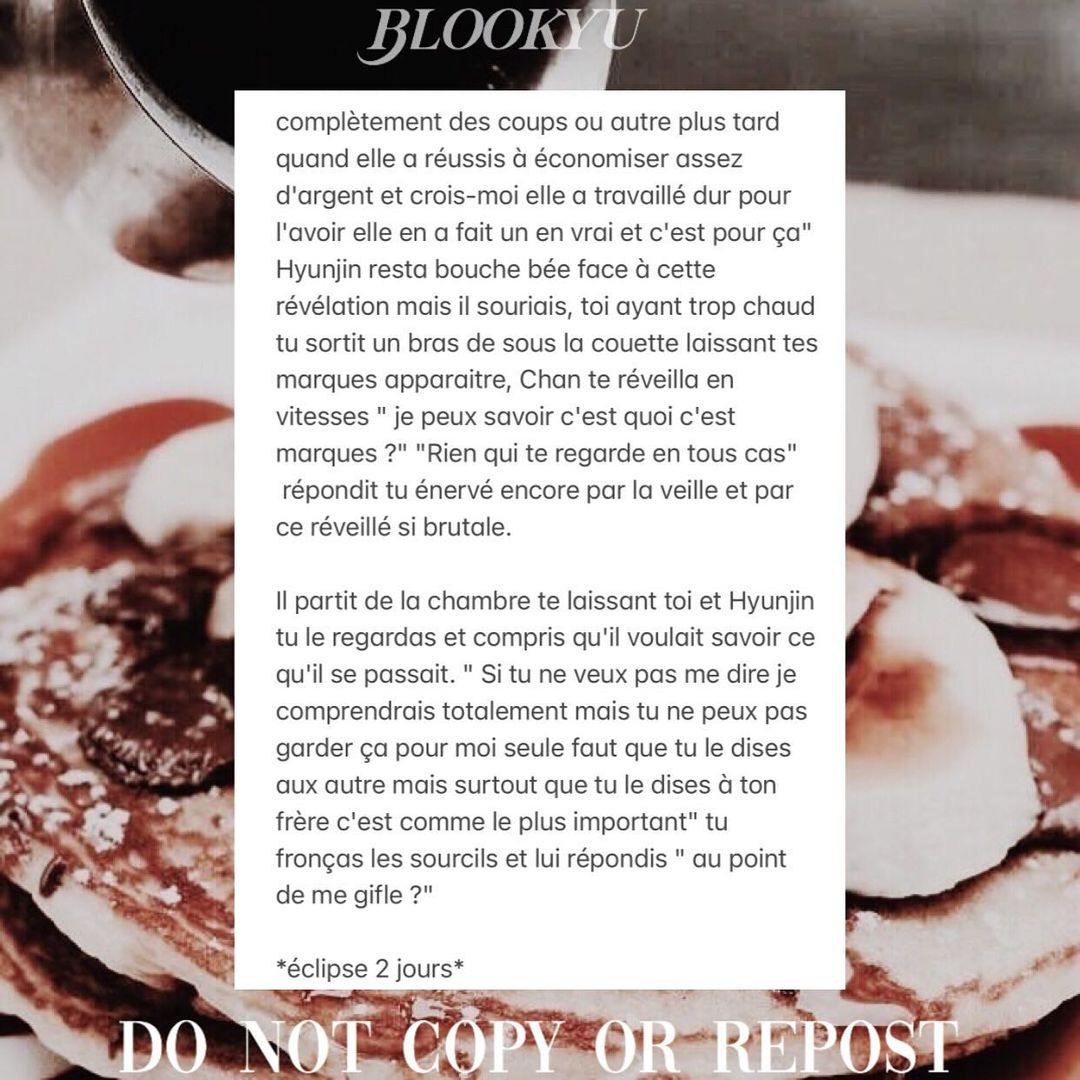 BLOOKYU
complètement des coups ou autre plus tard
quand elle a réussis à économiser assez
d'argent et crois-moi elle a travaillé dur pour
l'avoir elle en a fait un en vrai et c'est pour ça"
Hyunjin resta bouche bée face à cette
révélation mais il souriais, toi ayant trop chaud
tu sortit un bras de sous la couette laissant tes
marques apparaitre, Chan te réveilla en
vitesses " je peux savoir c'est quoi c'est
marques ?" "Rien qui te regarde en tous cas"
répondit tu énervé encore par la veille et par
ce réveillé si brutale.
Il partit de la chambre te laissant toi et Hyunjin
tu le regardas et compris qu'il voulait savoir ce
qu'il se passait. " Si tu ne veux pas me dire je
comprendrais totalement mais tu ne peux pas
garder ça pour moi seule faut que tu le dises
aux autre mais surtout que tu le dises à ton
frère c'est comme le plus important" tu
fronças les sourcils et lui répondis " au point
de me gifle ?"
*éclipse 2 jours*
DO NOT COPY OR REPOST